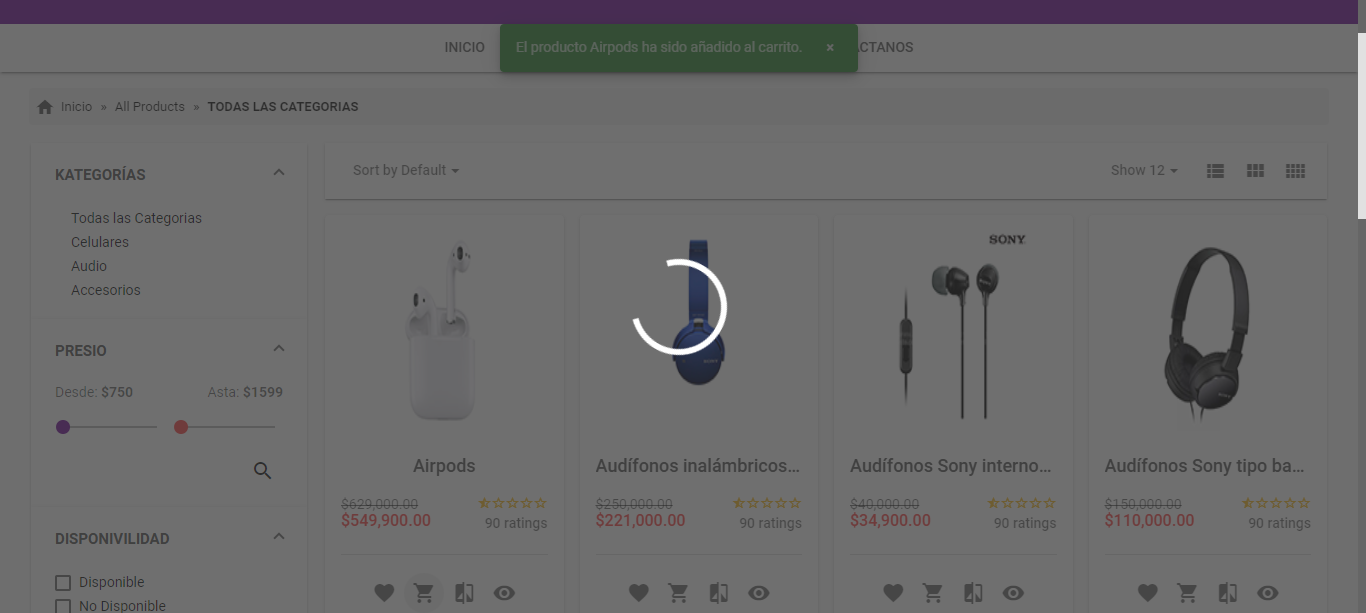 INICIO
El producto Airpods ha sido añadido al carrito. ×
CTANOS
Inicio » All Products » TODAS LAS CATEGORIAS
KATEGORÍAS
Todas las Categorias
Celulares
Audio
Accesorios
PRESIO
Desde: $750 Asta: $1599
DISPONIVILIDAD
Disponible
No Disponible
Sort by Default
Show 12
SONY
Airpods
$629,000.00
$549,900.00
90 ratings
Audífonos inalámbricos...
$250,000.00
$221,000.00
90 ratings
Audífonos Sony interno...
$40,000.00
$34,900.00
90 ratings
Audífonos Sony tipo ba...
$150,000.00
$110,000.00
90 ratings